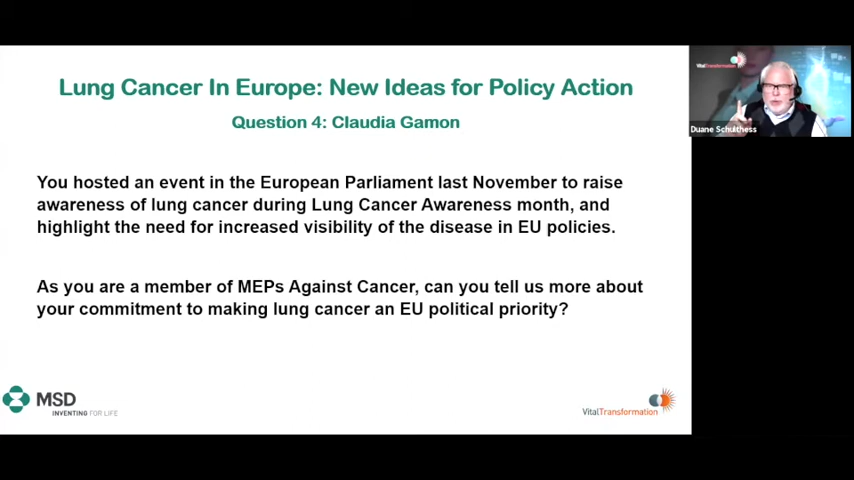 Lung Cancer In Europe: New Ideas for Policy Action
Question 4: Claudia Gamon
You hosted an event in the European Parliament last November to raise
awareness of lung cancer during Lung Cancer Awareness month, and
highlight the need for increased visibility of the disease in EU policies.
As you are a member of MEPs Against Cancer, can you tell us more about
your commitment to making lung cancer an EU political priority?
MSD
INVENTING FOR LIFE
VitalTransformation
VitalTransformation
Duane Schulthess